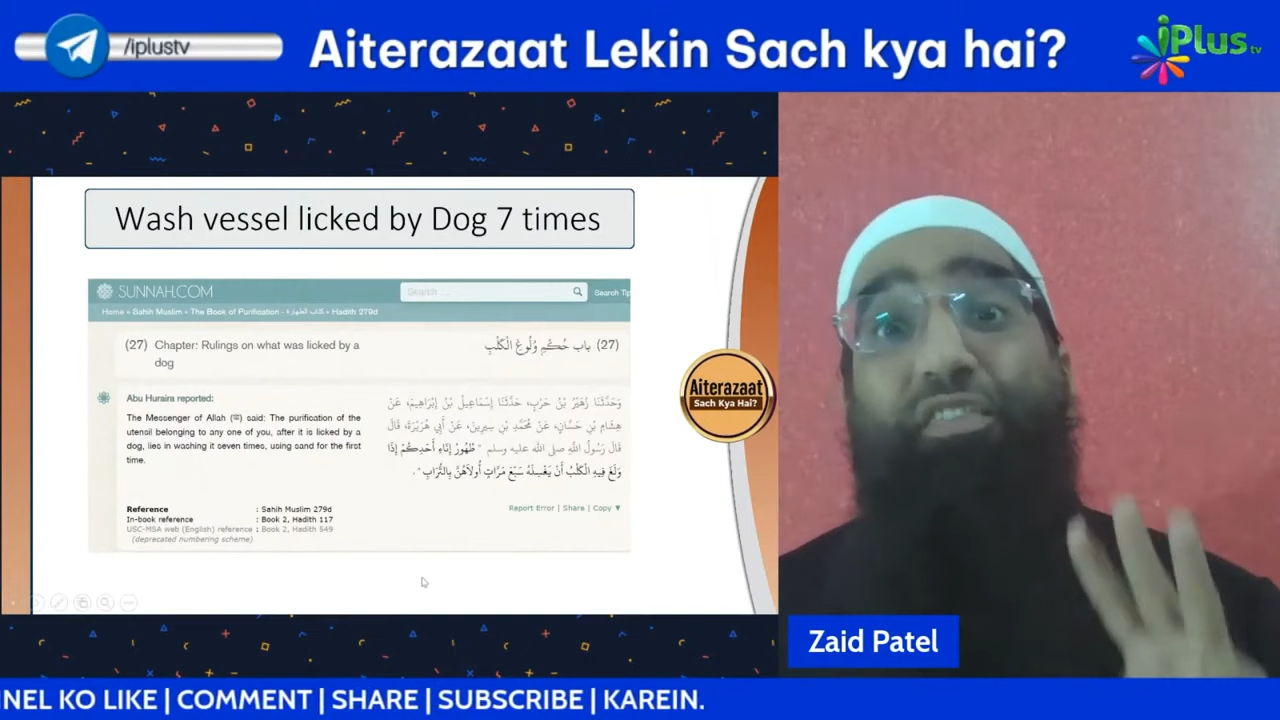 /iplustv
Aiterazaat Lekin Sach kya hai?
iPlus tv
Wash vessel licked by Dog 7 times
SUNNAH.COM
Search ...
Search Tip
Home » Sahih Muslim » The Book of Purification - كتاب الطهارة » Hadith 279d
(27) Chapter: Rulings on what was licked by a
dog
(27) باب حُكْمِ وُلُوغِ الْكَلْبِ
Abu Huraira reported:
The Messenger of Allah (ﷺ) said: The purification of the
utensil belonging to any one of you, after it is licked by a
dog, lies in washing it seven times, using sand for the first
time.
وَحَدَّثَنَا زُهَيْرُ بْنُ حَرْبٍ، حَدَّثَنَا إِسْمَاعِيلُ بْنُ إِبْرَاهِيمَ، عَنْ
هِشَامِ بْنِ حَسَّانَ، عَنْ مُحَمَّدِ بْنِ سِيرِينَ، عَنْ أَبِي هُرَيْرَةَ، قَالَ
قَالَ رَسُولُ اللَّهِ صلى الله عليه وسلم " طُهُورُ إِنَاءِ أَحَدِكُمْ إِذَا
وَلَغَ فِيهِ الْكَلْبُ أَنْ يَغْسِلَهُ سَبْعَ مَرَّاتٍ أُولاَهُنَّ بِالتُّرَابِ " .
Reference : Sahih Muslim 279d
In-book reference : Book 2, Hadith 117
USC-MSA web (English) reference : Book 2, Hadith 549
(deprecated numbering scheme)
Report Error | Share | Copy ▼
Aiterazaat
Sach Kya Hai?
Zaid Patel
NEL KO LIKE | COMMENT | SHARE | SUBSCRIBE | KAREIN.